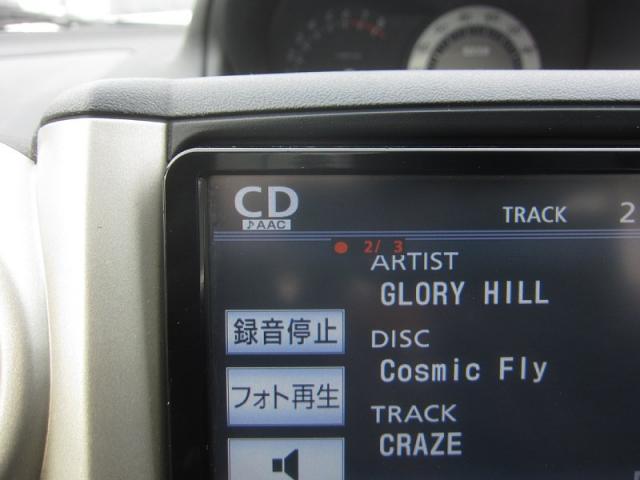 CD
♪AAC
TRACK 2
● 2/ 3
ARTIST
GLORY HILL
録音停止
DISC
Cosmic Fly
フォト再生
TRACK
CRAZE